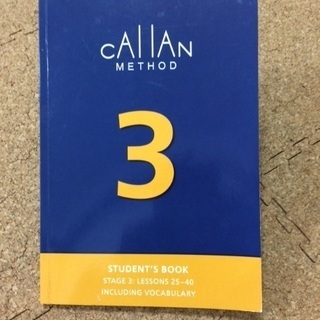 CALLAN
METHOD
3
STUDENT'S BOOK
STAGE 3: LESSONS 25–40
INCLUDING VOCABULARY